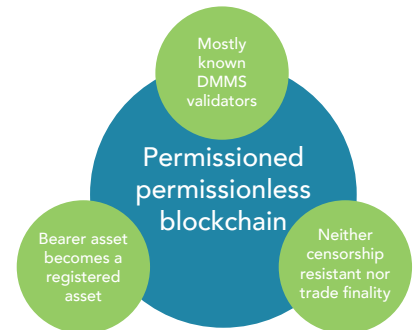 Mostly
known
DMMS
validators
Permissioned
permissionless
blockchain
Bearer asset
becomes a
registered
asset
Neither
censorship
resistant nor
trade finality